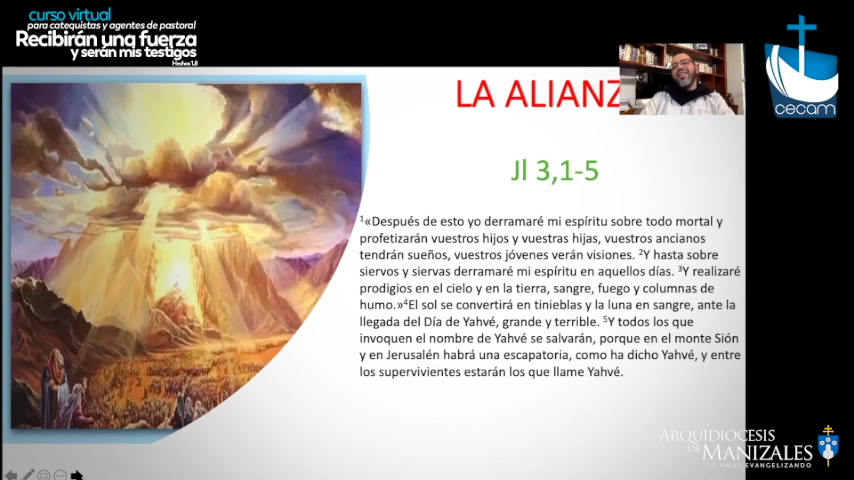 curso virtual
para catequistas y agentes de pastoral
Recibirán una fuerza
y serán mis testigos
Hechos 1,8
cecam
LA ALIANZ
Jl 3,1-5
¹«Después de esto yo derramaré mi espíritu sobre todo mortal y
profetizarán vuestros hijos y vuestras hijas, vuestros ancianos
tendrán sueños, vuestros jóvenes verán visiones. ²Y hasta sobre
siervos y siervas derramaré mi espíritu en aquellos días. ³Y realizaré
prodigios en el cielo y en la tierra, sangre, fuego y columnas de
humo.»⁴El sol se convertirá en tinieblas y la luna en sangre, ante la
llegada del Día de Yahvé, grande y terrible. ⁵Y todos los que
invoquen el nombre de Yahvé se salvarán, porque en el monte Sión
y en Jerusalén habrá una escapatoria, como ha dicho Yahvé, y entre
los supervivientes estarán los que llame Yahvé.
ARQUIDIÓCESIS
DE MANIZALES
AÑOS EVANGELIZANDO